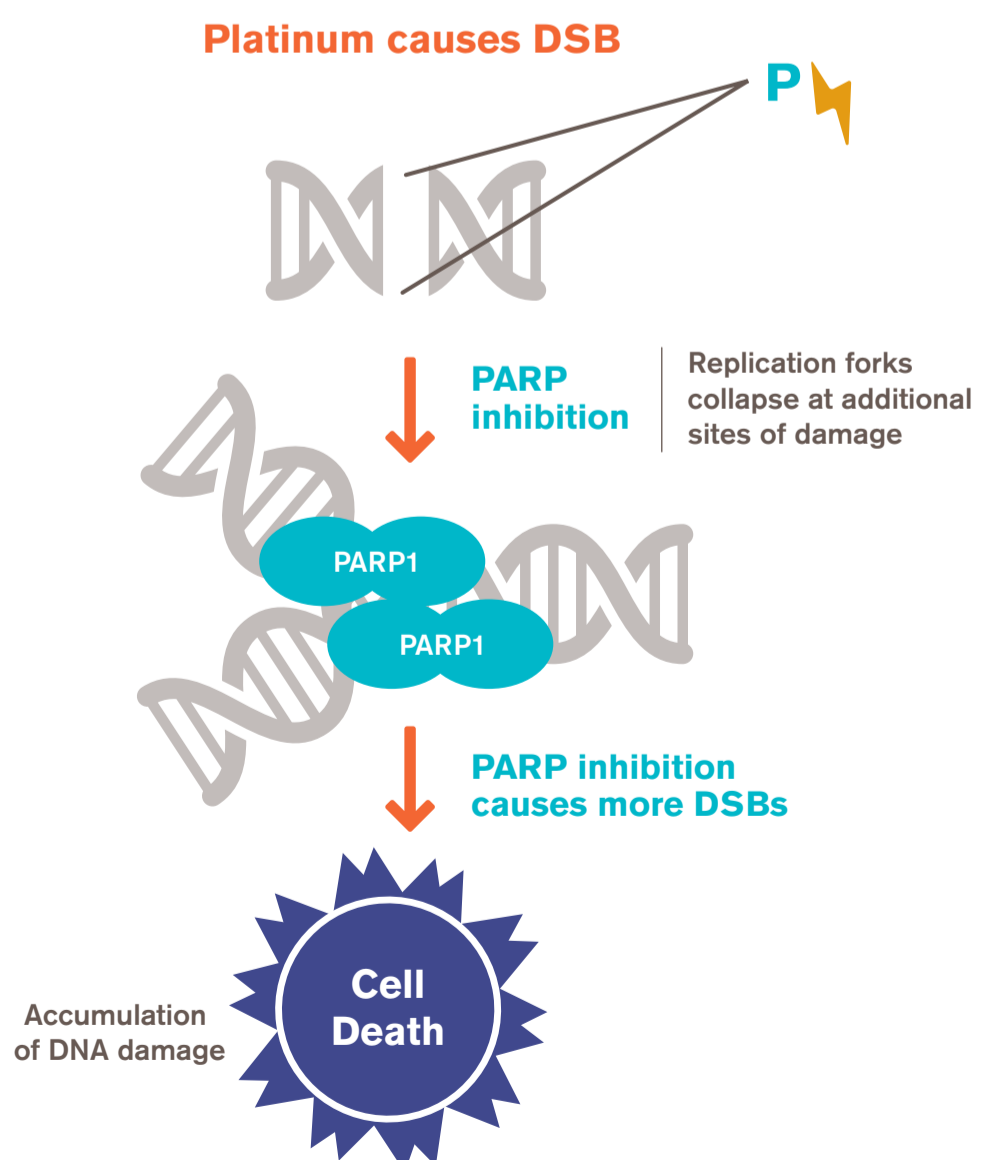 Platinum causes DSB
P
PARP
inhibition
Replication forks
collapse at additional
sites of damage
PARP1
PARP1
PARP inhibition
causes more DSBs
Cell
Death
Accumulation
of DNA damage